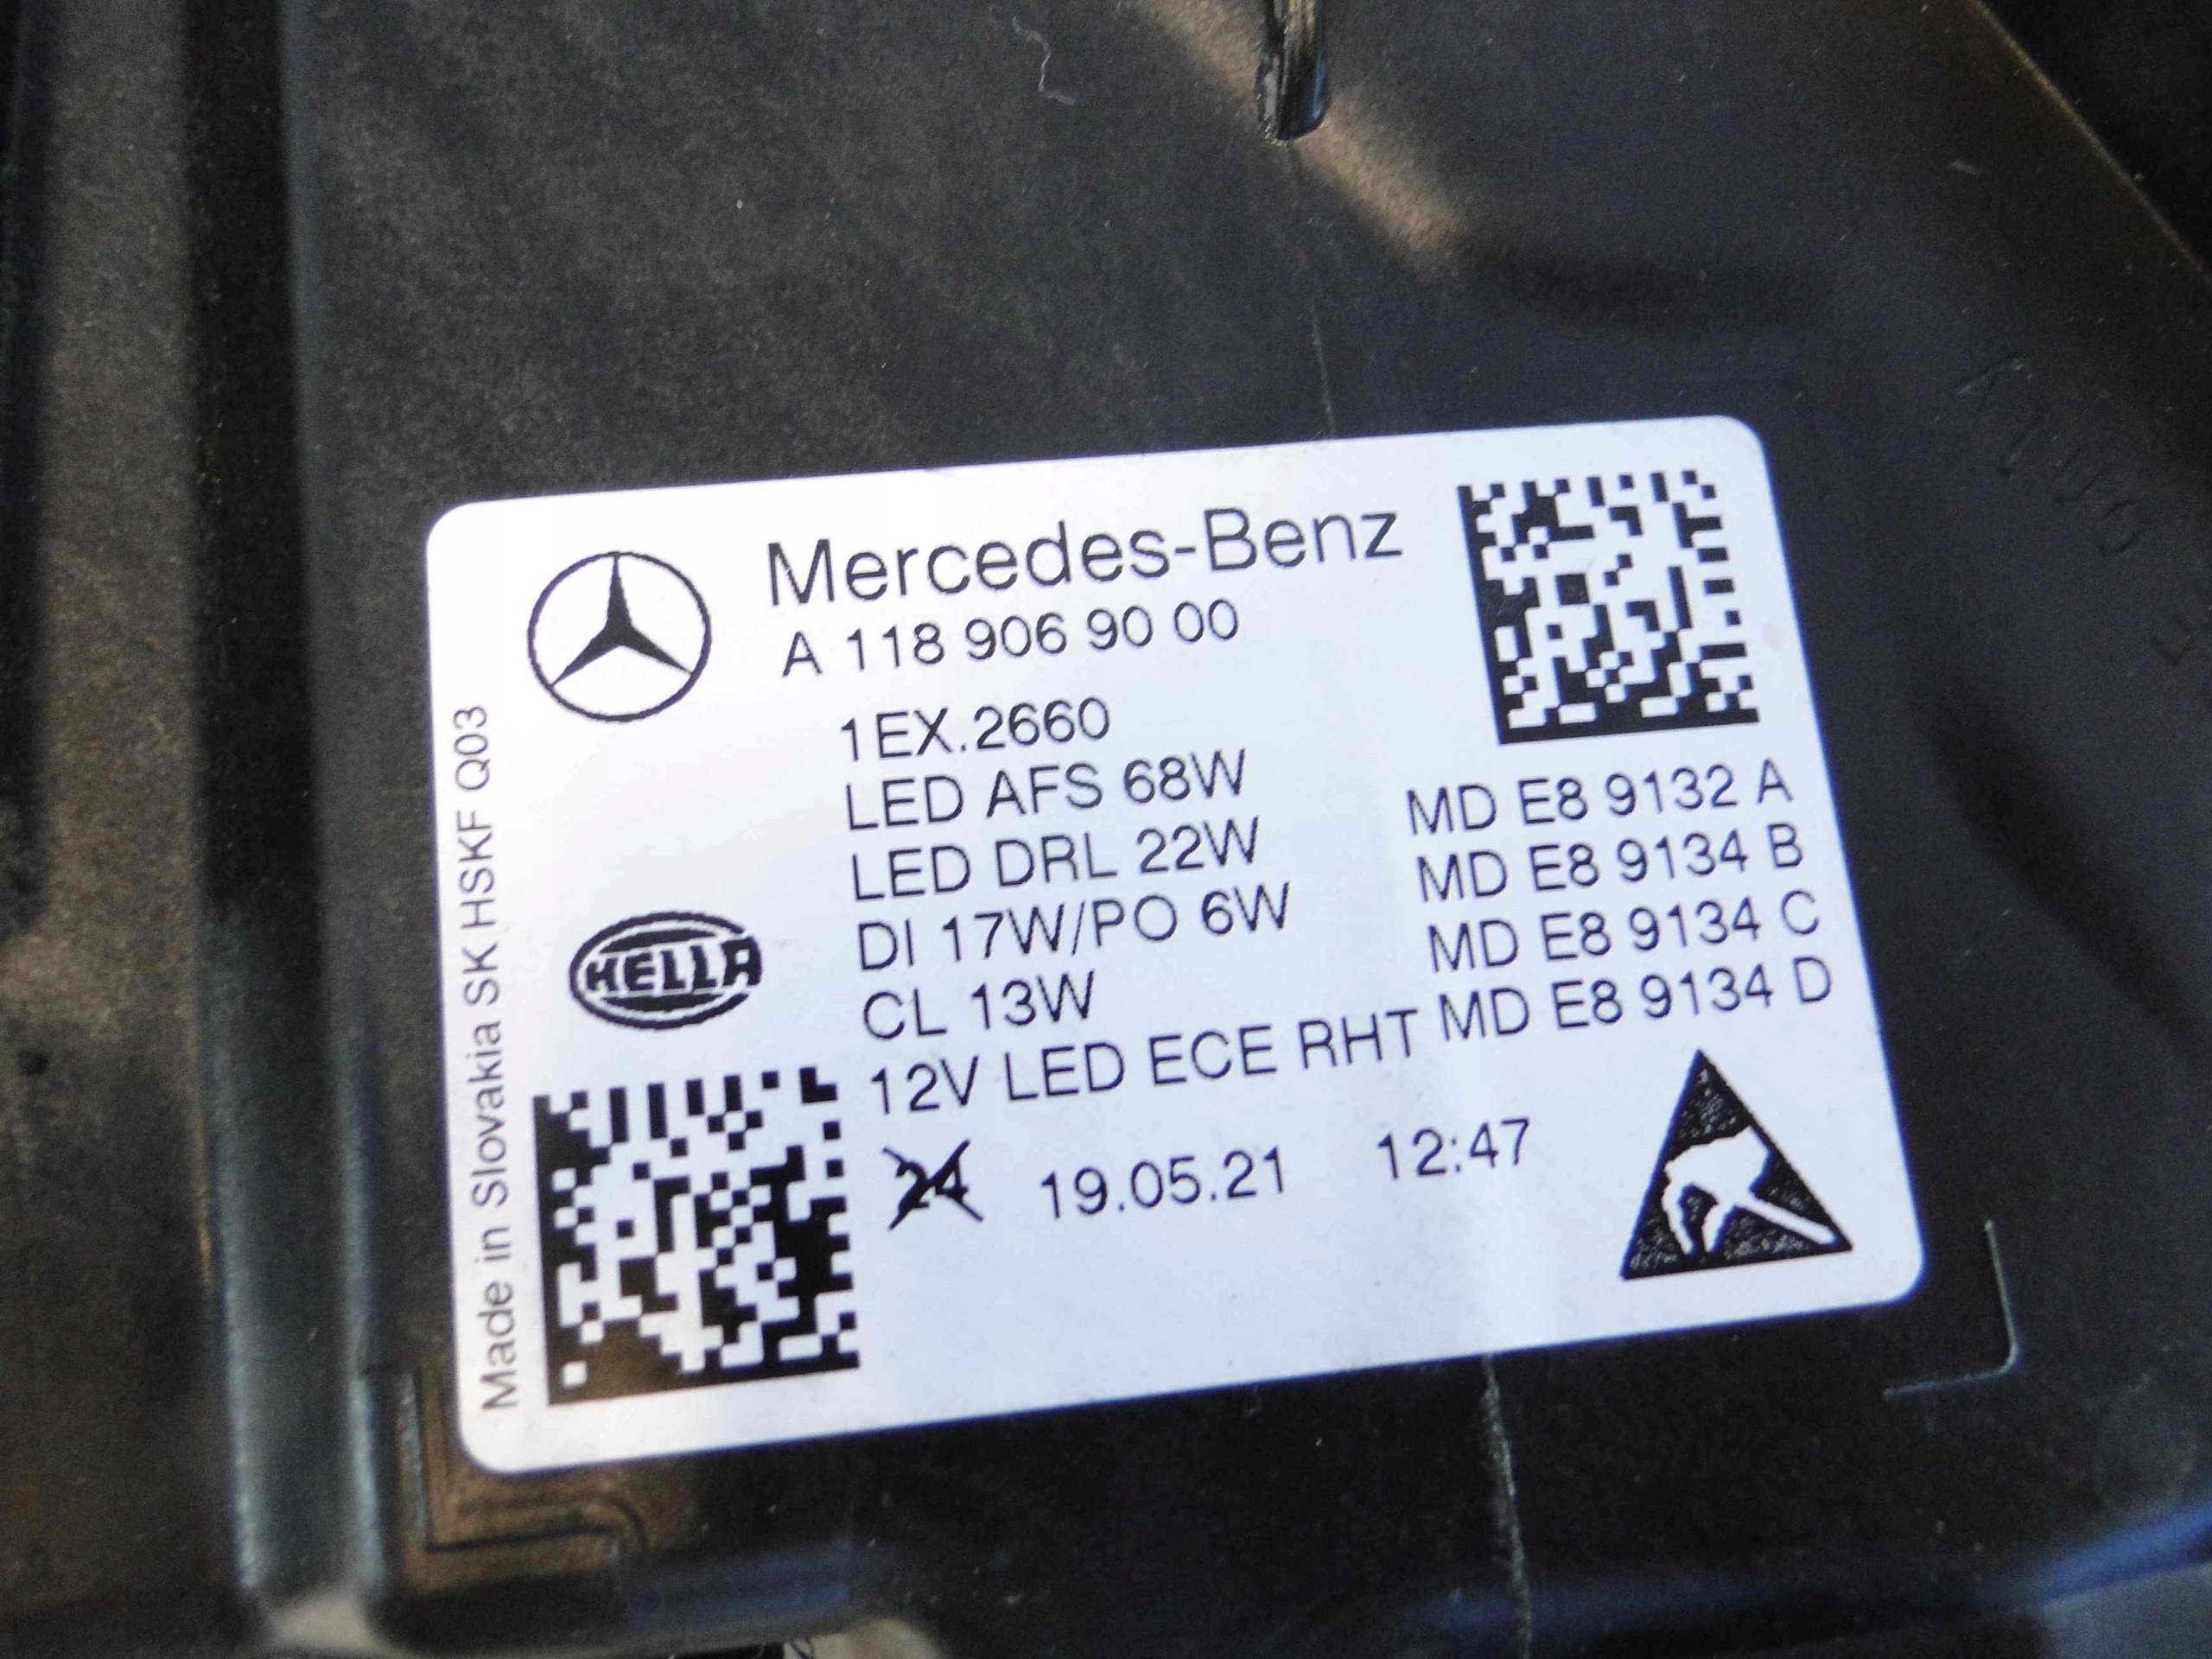 Mercedes-Benz
A 118 906 90 00
1EX.2660
LED AFS 68W
LED DRL 22W
DI 17W/PO 6W
CL 13W
12V LED ECE RHT
MD E8 9132 A
MD E8 9134 B
MD E8 9134 C
MD E8 9134 D
HELLA
24 19.05.21 12:47
Made in Slovakia SK HSKF Q03